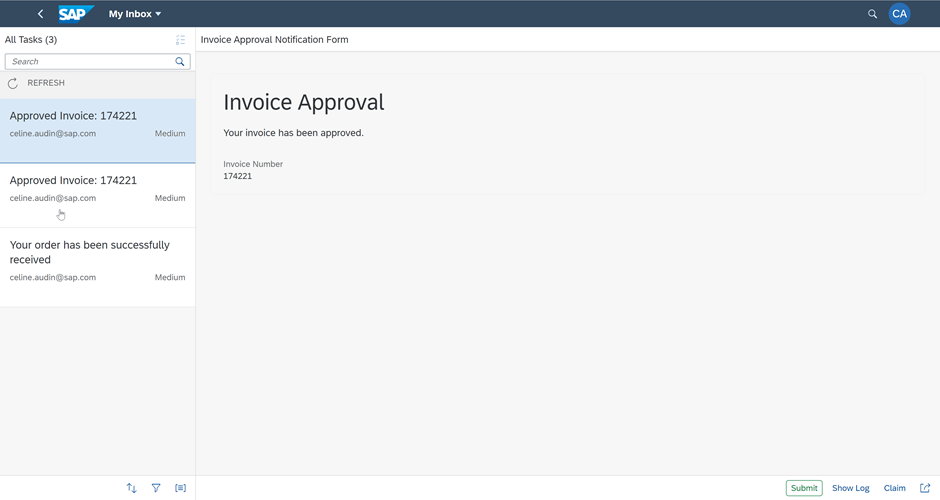 SAP My Inbox CA
All Tasks (3)
Search
REFRESH
Approved Invoice: 174221
celine.audin@sap.com Medium
Approved Invoice: 174221
celine.audin@sap.com Medium
Your order has been successfully
received
celine.audin@sap.com Medium
Invoice Approval Notification Form
Invoice Approval
Your invoice has been approved.
Invoice Number
174221
Submit Show Log Claim